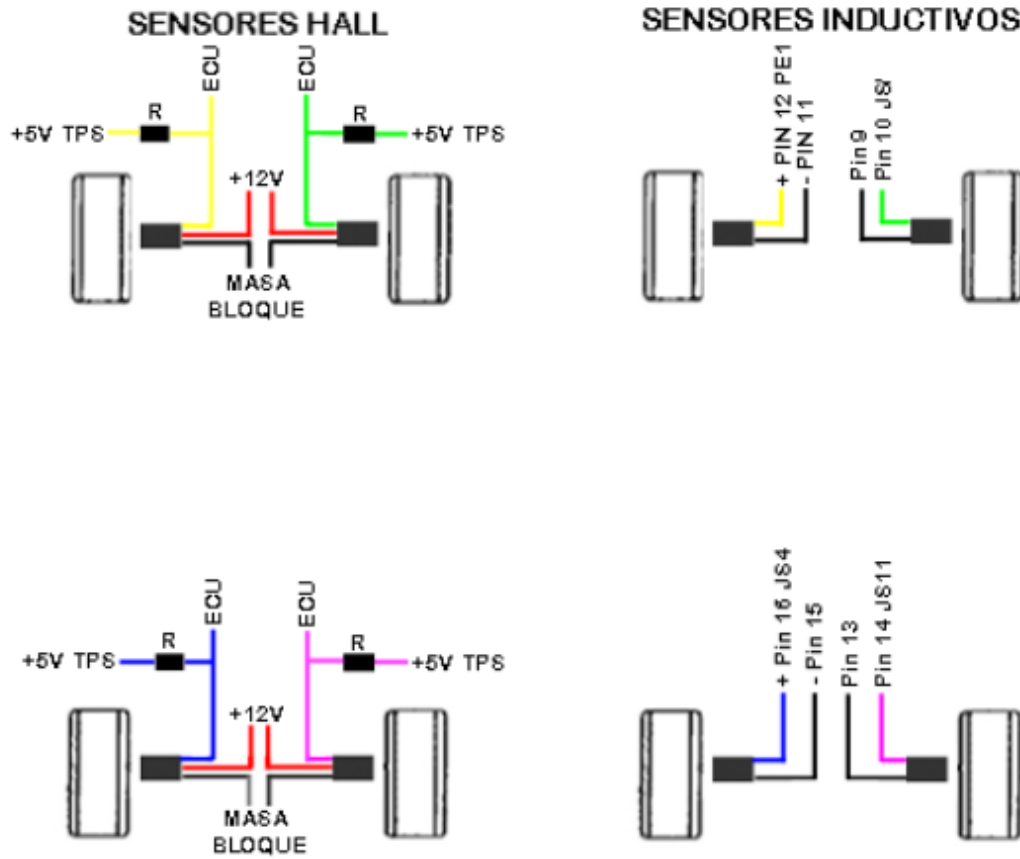 SENSORES HALL
SENSORES INDUCTIVOS
ECU
ECU
R
R
+5V TPS
+5V TPS
+12V
MASA
BLOQUE
+ PIN 12 PE1
- PIN 11
Pin 9
Pin 10
ECU
ECU
R
R
+5V TPS
+5V TPS
+12V
MASA
BLOQUE
+ Pin 16 JS4
- Pin 15
Pin 13
Pin 14 JS11